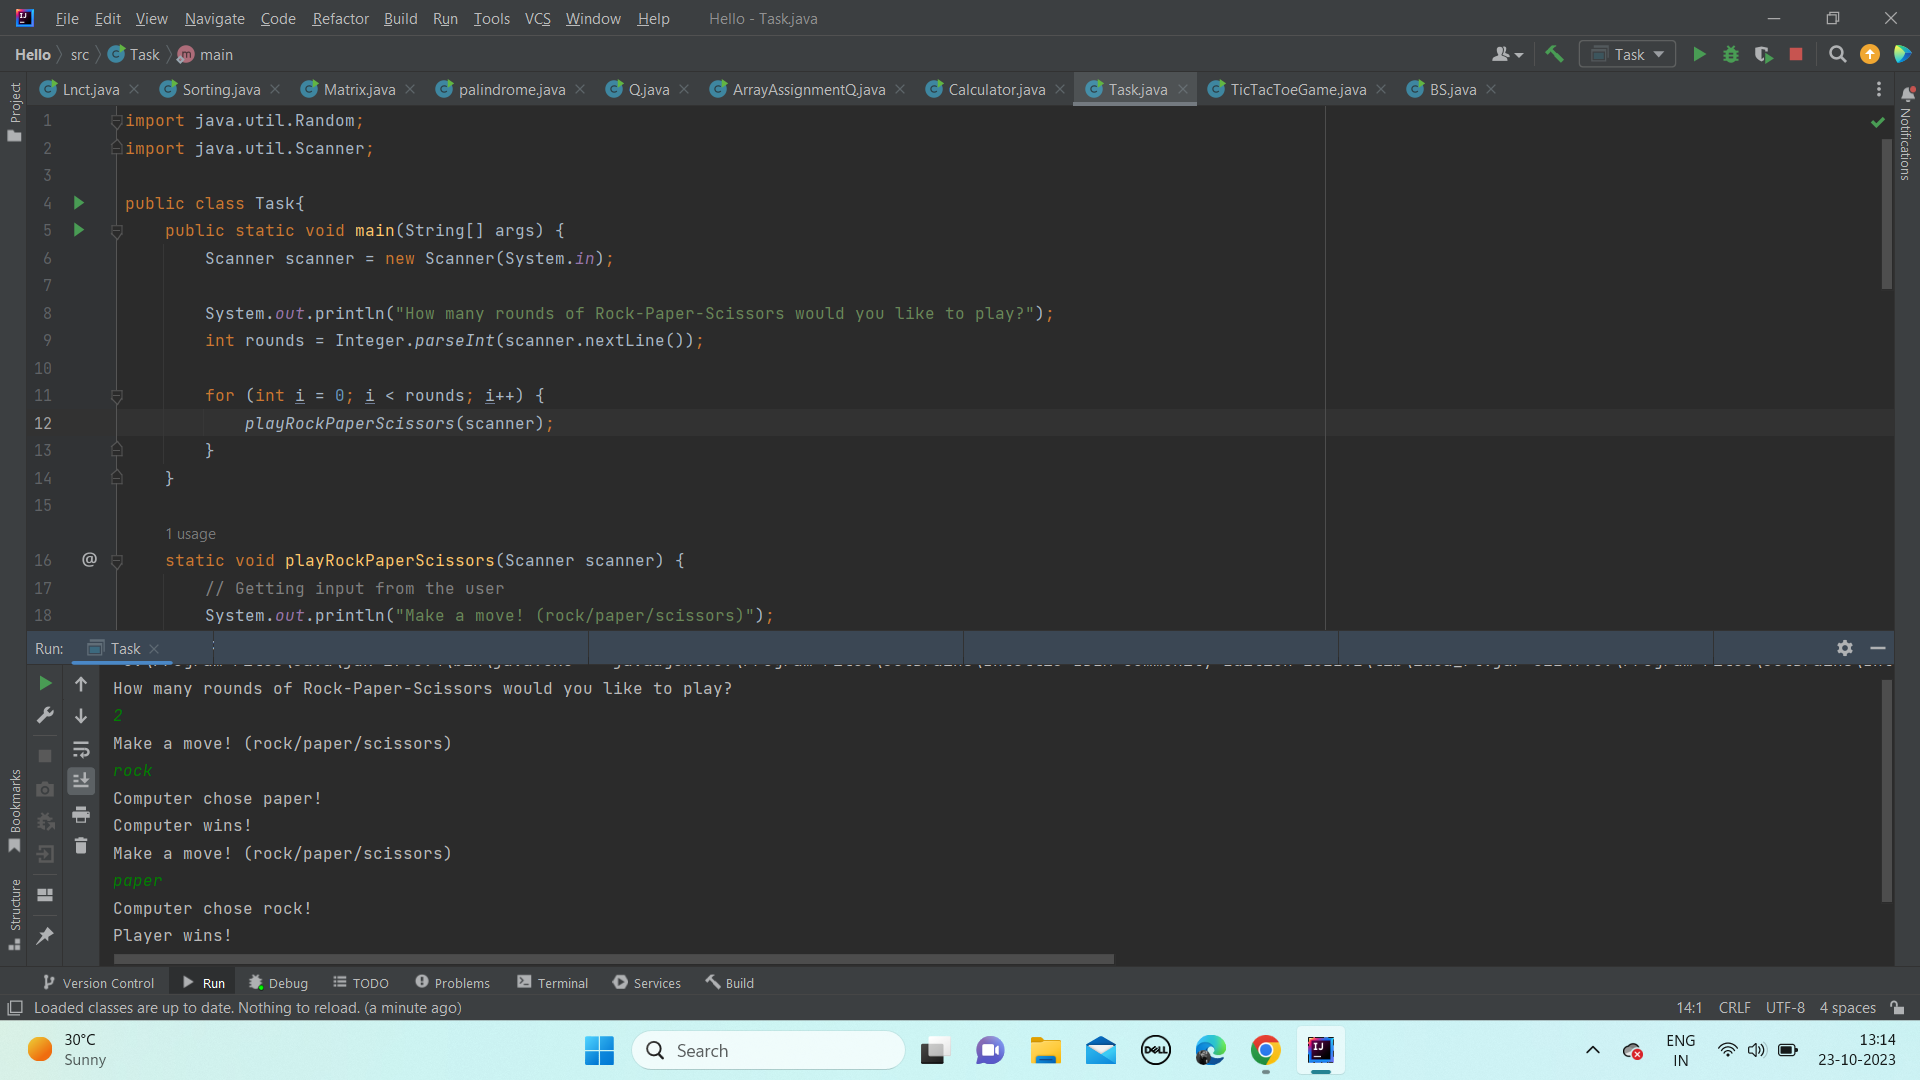 File Edit View Navigate Code Refactor Build Run Tools VCS Window Help Hello - Task.java
Hello src Task main Task
Lnct.java Sorting.java Matrix.java palindrome.java Q.java ArrayAssignmentQ.java Calculator.java Task.java TicTacToeGame.java BS.java
Project
Notifications
1 import java.util.Random;
2 import java.util.Scanner;
3
4 public class Task{
5 public static void main(String[] args) {
6 Scanner scanner = new Scanner(System.in);
7
8 System.out.println("How many rounds of Rock-Paper-Scissors would you like to play?");
9 int rounds = Integer.parseInt(scanner.nextLine());
10
11 for (int i = 0; i < rounds; i++) {
12 playRockPaperScissors(scanner);
13 }
14 }
15
1 usage
16 @ static void playRockPaperScissors(Scanner scanner) {
17 // Getting input from the user
18 System.out.println("Make a move! (rock/paper/scissors)");
Run: Task
How many rounds of Rock-Paper-Scissors would you like to play?
2
Make a move! (rock/paper/scissors)
rock
Computer chose paper!
Computer wins!
Make a move! (rock/paper/scissors)
paper
Computer chose rock!
Player wins!
Bookmarks
Structure
Version Control Run Debug TODO Problems Terminal Services Build
Loaded classes are up to date. Nothing to reload. (a minute ago) 14:1 CRLF UTF-8 4 spaces
30°C
Sunny
Search
DELL
ENG
IN
13:14
23-10-2023